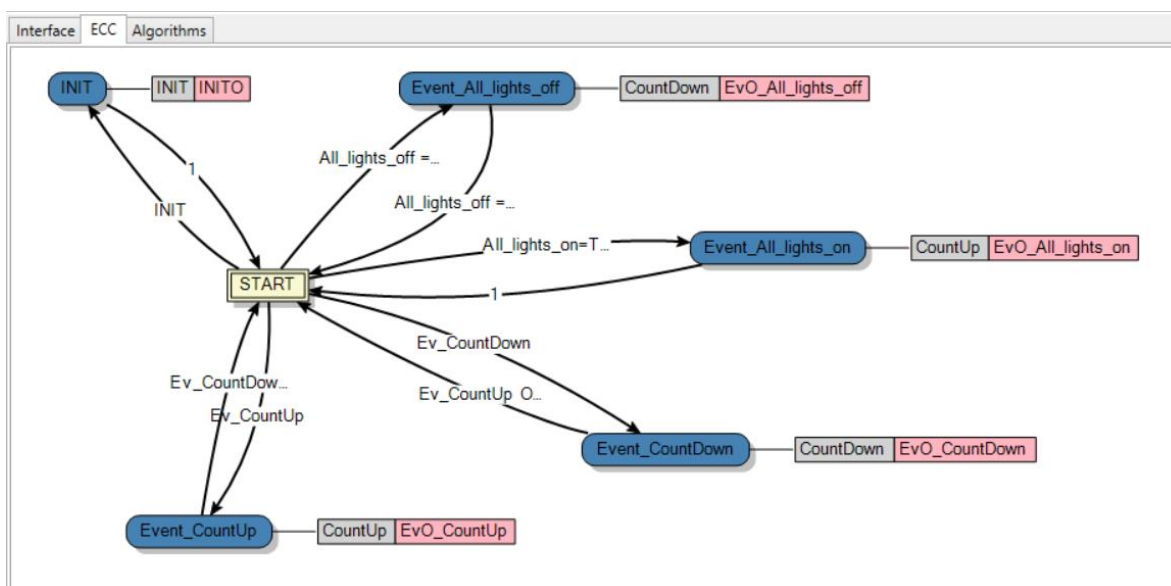 Interface ECC Algorithms
INIT INIT INITO
Event_All_lights_off CountDown EvO_All_lights_off
All_lights_off =...
1
All_lights_off =...
INIT
All_lights_on=T...
Event_All_lights_on CountUp EvO_All_lights_on
START
1
Ev_CountDown
Ev_CountDow...
Ev_CountUp O...
Ev_CountUp
Event_CountDown CountDown EvO_CountDown
Event_CountUp CountUp EvO_CountUp